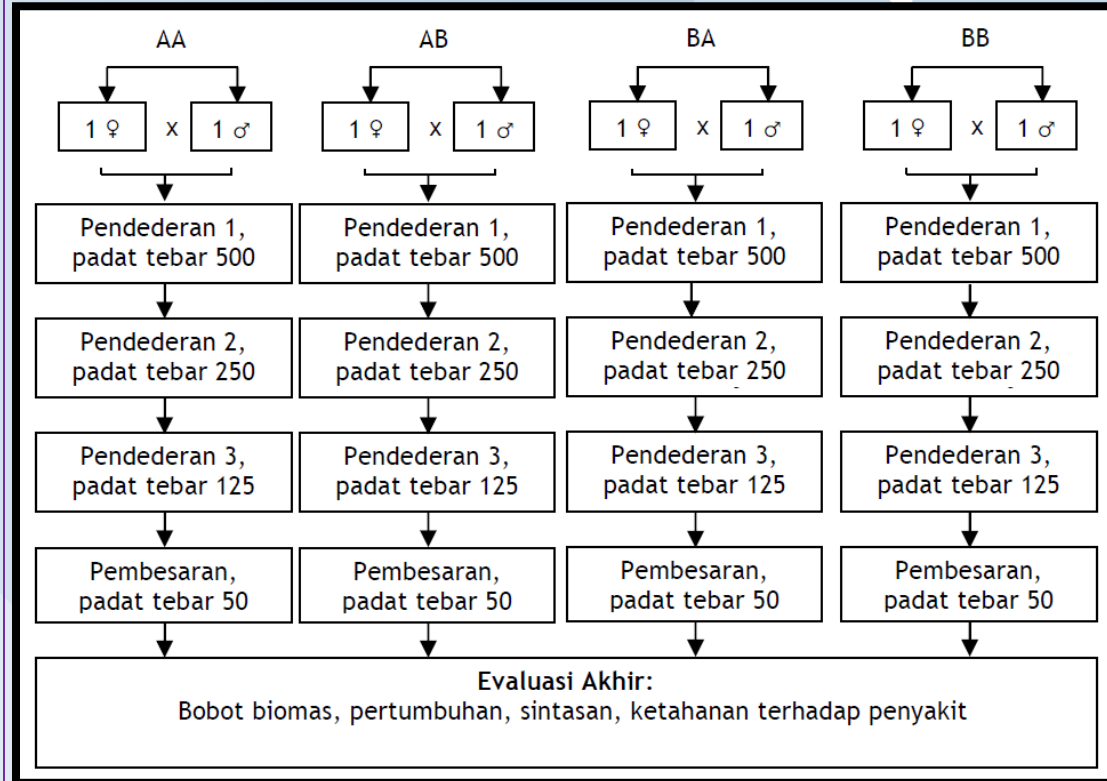 AA AB BA BB
1 ♀ x 1 ♂ 1 ♀ x 1 ♂ 1 ♀ x 1 ♂ 1 ♀ x 1 ♂
Pendederan 1,
padat tebar 500
Pendederan 1,
padat tebar 500
Pendederan 1,
padat tebar 500
Pendederan 1,
padat tebar 500
Pendederan 2,
padat tebar 250
Pendederan 2,
padat tebar 250
Pendederan 2,
padat tebar 250
Pendederan 2,
padat tebar 250
Pendederan 3,
padat tebar 125
Pendederan 3,
padat tebar 125
Pendederan 3,
padat tebar 125
Pendederan 3,
padat tebar 125
Pembesaran,
padat tebar 50
Pembesaran,
padat tebar 50
Pembesaran,
padat tebar 50
Pembesaran,
padat tebar 50
Evaluasi Akhir:
Bobot biomas, pertumbuhan, sintasan, ketahanan terhadap penyakit